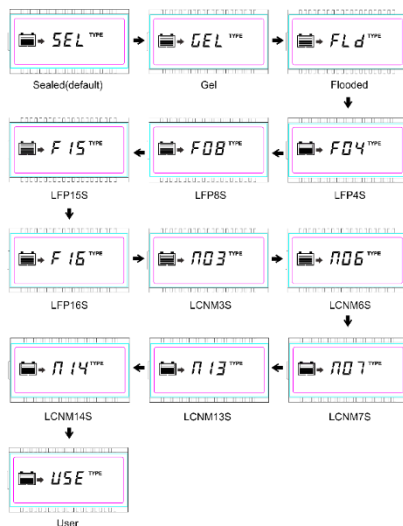 SEL TYPE
GEL TYPE
FLd TYPE
Sealed(default)
Gel
Flooded
F15 TYPE
F08 TYPE
F04 TYPE
LFP15S
LFP8S
LFP4S
F16 TYPE
n03 TYPE
n06 TYPE
LFP16S
LCNM3S
LCNM6S
n14 TYPE
n13 TYPE
n07 TYPE
LCNM14S
LCNM13S
LCNM7S
USE TYPE
User